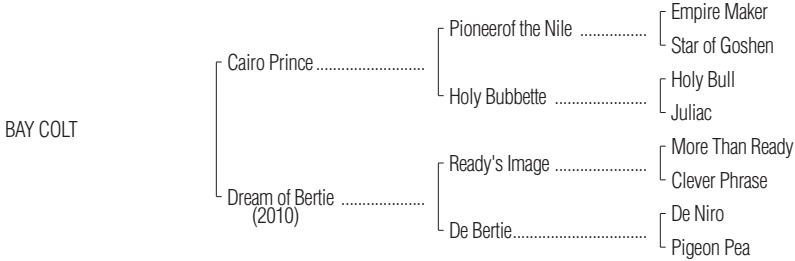 Empire Maker
Pioneerof the Nile ................
Star of Goshen
Cairo Prince ..........................
Holy Bull
Holy Bubbette ......................
Juliac
BAY COLT
More Than Ready
Ready's Image ......................
Clever Phrase
Dream of Bertie ....................
(2010)
De Niro
De Bertie................................
Pigeon Pea